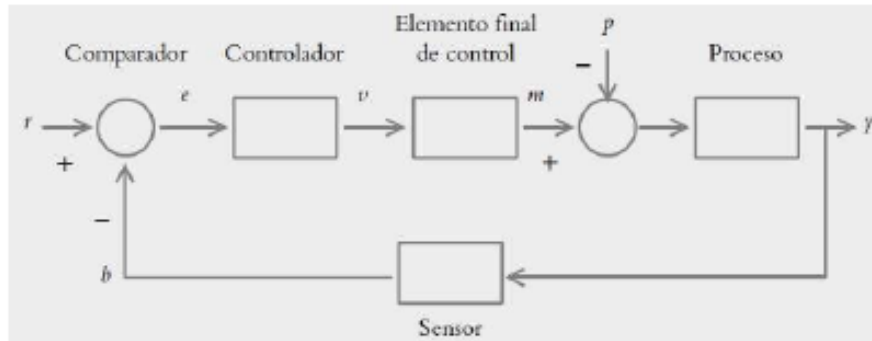 Comparador
Controlador
Elemento final
de control
p
Proceso
r
e
v
m
y
+
−
+
−
b
Sensor